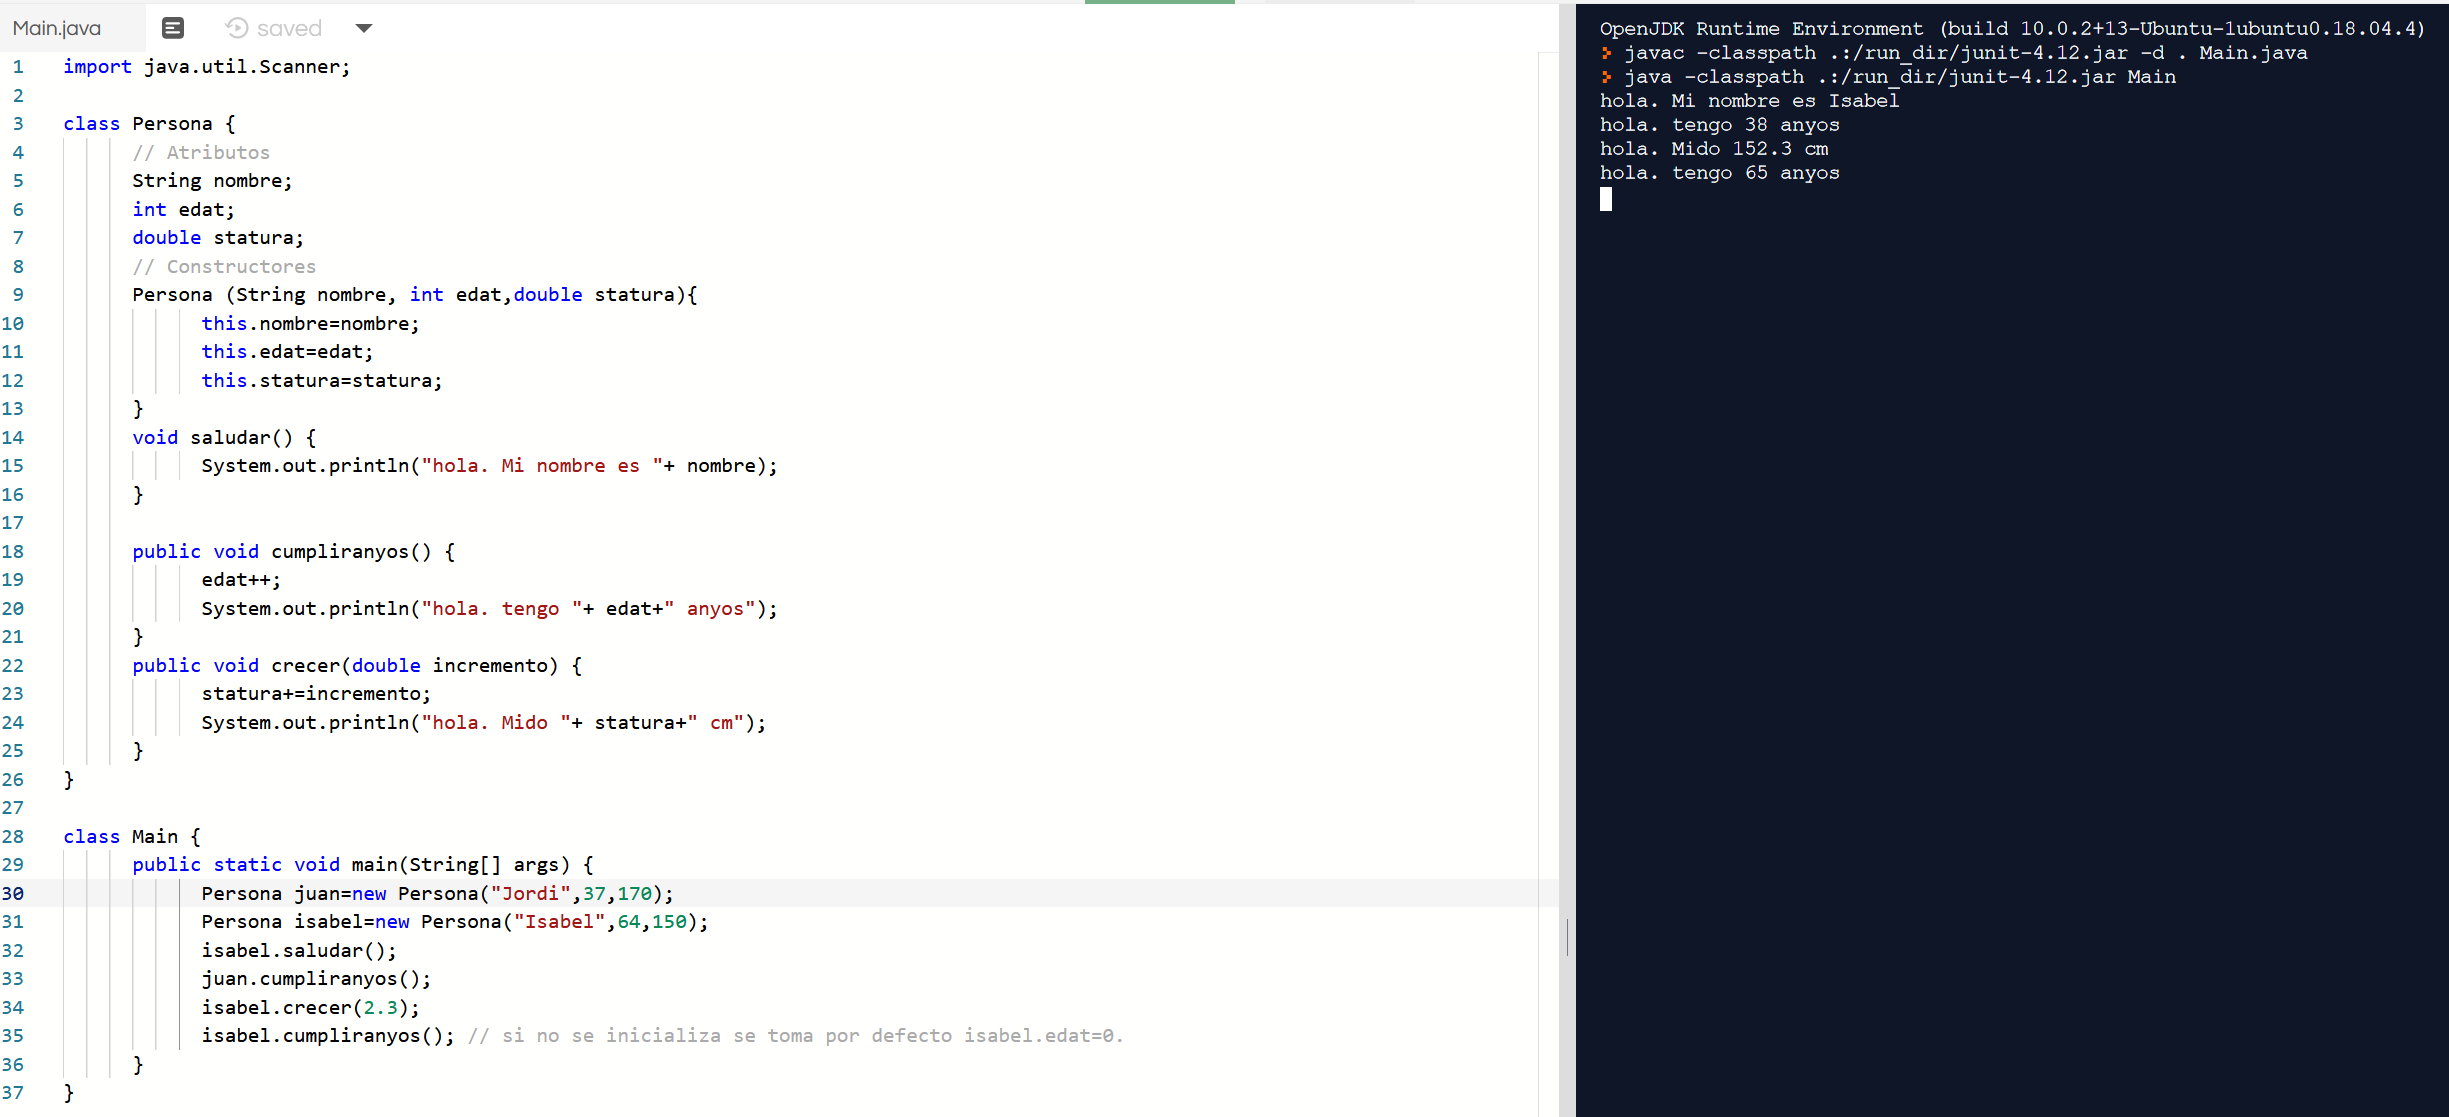 Main.java saved
1 import java.util.Scanner;
2
3 class Persona {
4 // Atributos
5 String nombre;
6 int edat;
7 double statura;
8 // Constructores
9 Persona (String nombre, int edat,double statura){
10 this.nombre=nombre;
11 this.edat=edat;
12 this.statura=statura;
13 }
14 void saludar() {
15 System.out.println("hola. Mi nombre es "+ nombre);
16 }
17
18 public void cumpliranyos() {
19 edat++;
20 System.out.println("hola. tengo "+ edat+" anyos");
21 }
22 public void crecer(double incremento) {
23 statura+=incremento;
24 System.out.println("hola. Mido "+ statura+" cm");
25 }
26 }
27
28 class Main {
29 public static void main(String[] args) {
30 Persona juan=new Persona("Jordi",37,170);
31 Persona isabel=new Persona("Isabel",64,150);
32 isabel.saludar();
33 juan.cumpliranyos();
34 isabel.crecer(2.3);
35 isabel.cumpliranyos(); // si no se inicializa se toma por defecto isabel.edat=0.
36 }
37 }
OpenJDK Runtime Environment (build 10.0.2+13-Ubuntu-1ubuntu0.18.04.4)
javac -classpath .:/run_dir/junit-4.12.jar -d . Main.java
java -classpath .:/run_dir/junit-4.12.jar Main
hola. Mi nombre es Isabel
hola. tengo 38 anyos
hola. Mido 152.3 cm
hola. tengo 65 anyos